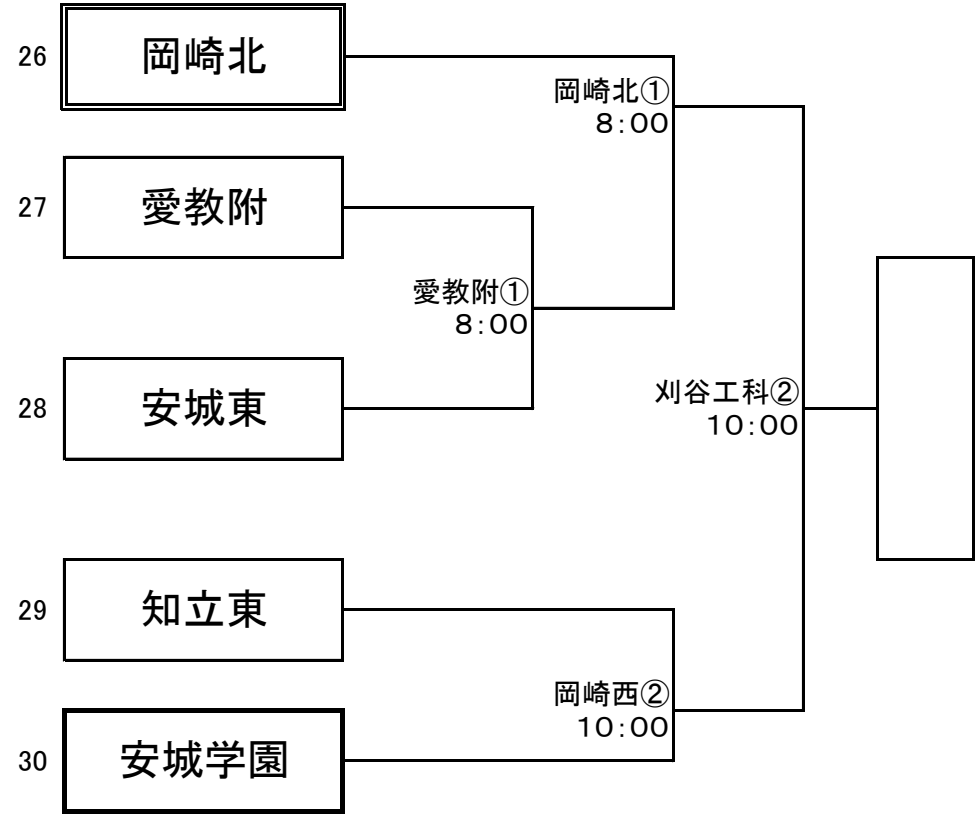 26 岡崎北
岡崎北①
8:00
27 愛教附
愛教附①
8:00
28 安城東
刈谷工科②
10:00
29 知立東
岡崎西②
10:00
30 安城学園